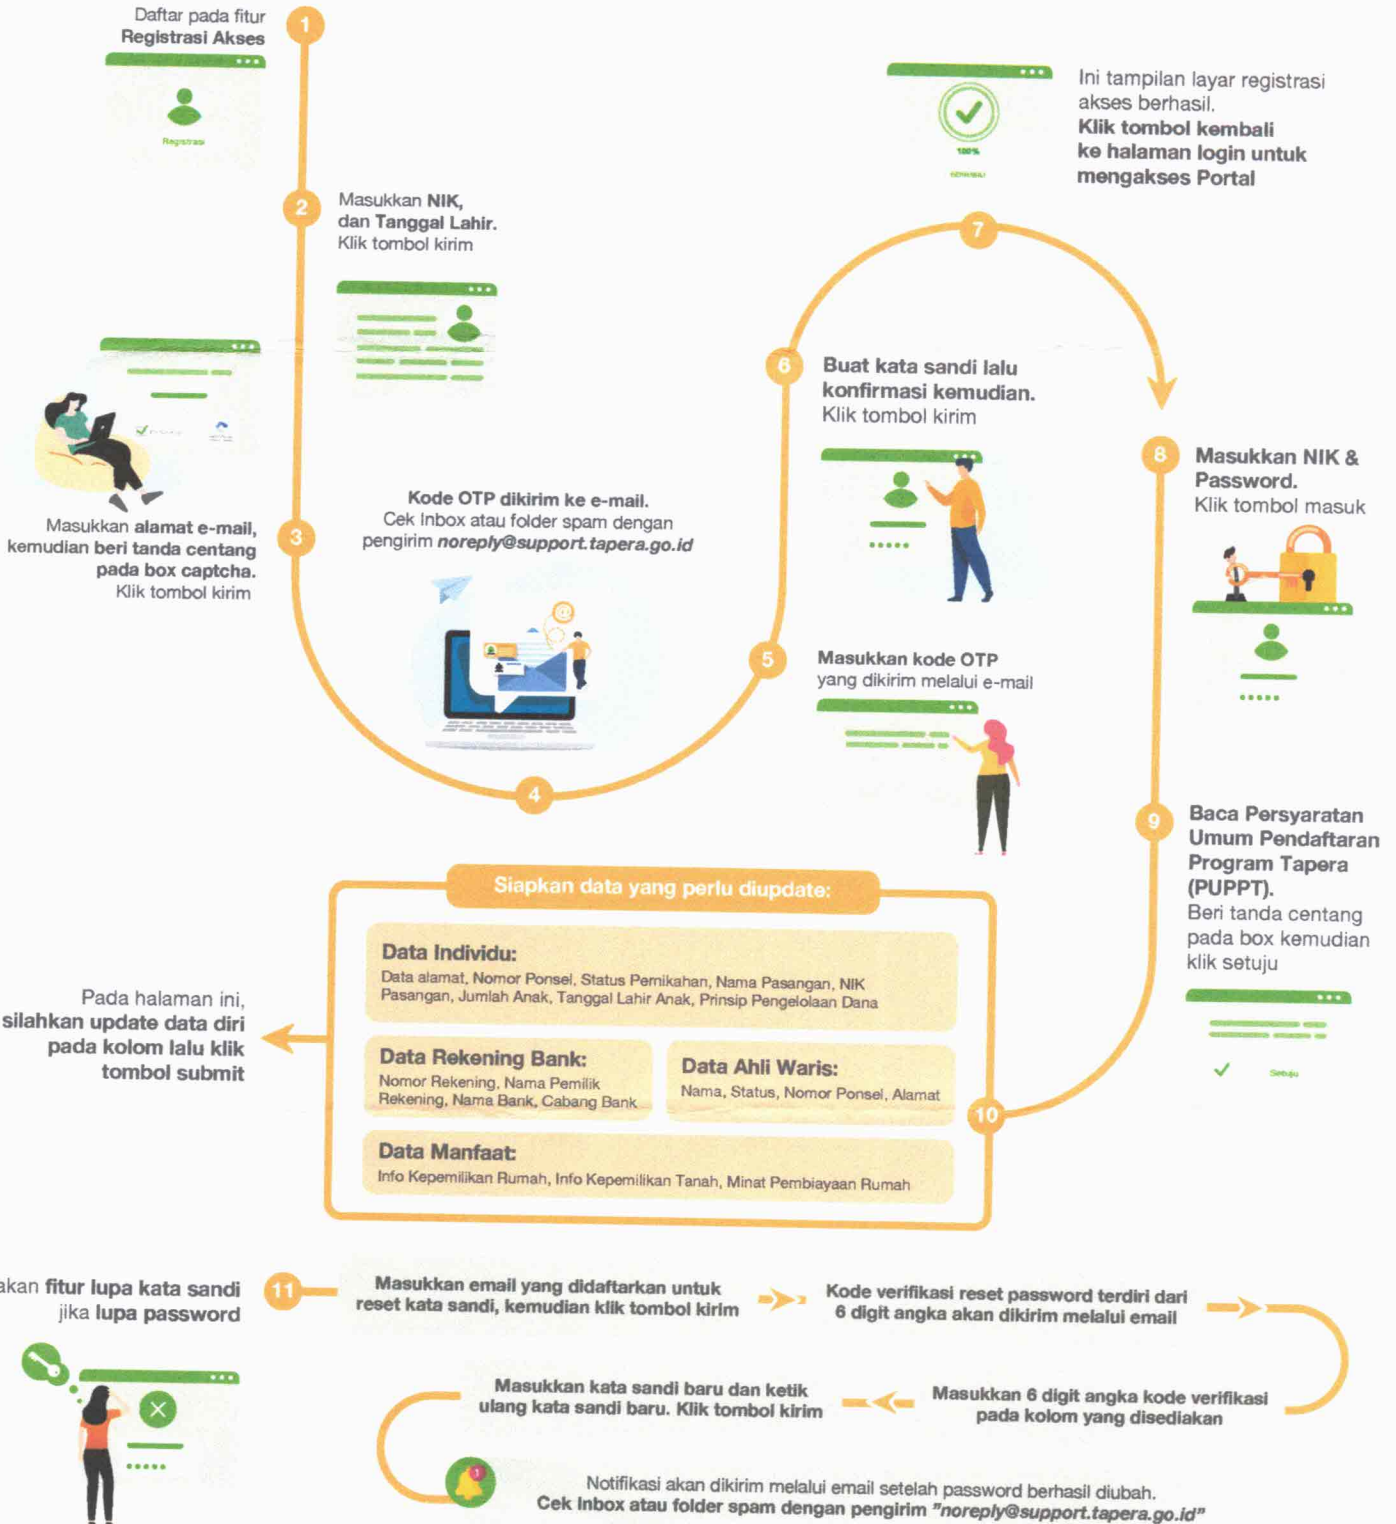 Daftar pada fitur
Registrasi Akses
1
Registrasi
2
Masukkan NIK,
dan Tanggal Lahir.
Klik tombol kirim
Masukkan alamat e-mail,
kemudian beri tanda centang
pada box captcha.
Klik tombol kirim
3
Kode OTP dikirim ke e-mail.
Cek Inbox atau folder spam dengan
pengirim noreply@support.tapera.go.id
@
4
5
Masukkan kode OTP
yang dikirim melalui e-mail
6
Buat kata sandi lalu
konfirmasi kemudian.
Klik tombol kirim
100%
Ini tampilan layar registrasi
akses berhasil.
Klik tombol kembali
ke halaman login untuk
mengakses Portal
7
8
Masukkan NIK &
Password.
Klik tombol masuk
9
Baca Persyaratan
Umum Pendaftaran
Program Tapera
(PUPPT).
Beri tanda centang
pada box kemudian
klik setuju
Setuju
Siapkan data yang perlu diupdate:
Data Individu:
Data alamat, Nomor Ponsel, Status Pernikahan, Nama Pasangan, NIK
Pasangan, Jumlah Anak, Tanggal Lahir Anak, Prinsip Pengelolaan Dana
Data Rekening Bank:
Nomor Rekening, Nama Pemilik
Rekening, Nama Bank, Cabang Bank
Data Ahli Waris:
Nama, Status, Nomor Ponsel, Alamat
10
Data Manfaat:
Info Kepemilikan Rumah, Info Kepemilikan Tanah, Minat Pembiayaan Rumah
Pada halaman ini,
silahkan update data diri
pada kolom lalu klik
tombol submit
akan fitur lupa kata sandi
jika lupa password
11
Masukkan email yang didaftarkan untuk
reset kata sandi, kemudian klik tombol kirim
Kode verifikasi reset password terdiri dari
6 digit angka akan dikirim melalui email
Masukkan 6 digit angka kode verifikasi
pada kolom yang disediakan
Masukkan kata sandi baru dan ketik
ulang kata sandi baru. Klik tombol kirim
1
Notifikasi akan dikirim melalui email setelah password berhasil diubah.
Cek Inbox atau folder spam dengan pengirim "noreply@support.tapera.go.id"